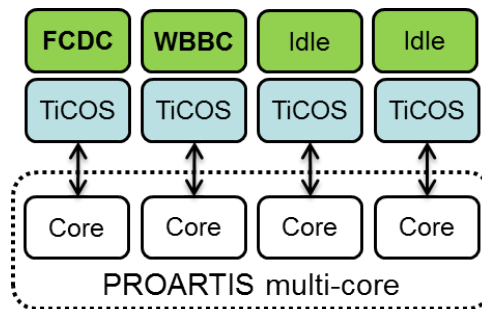 FCDC WBBC Idle Idle
TiCOS TiCOS TiCOS TiCOS
Core Core Core Core
PROARTIS multi-core